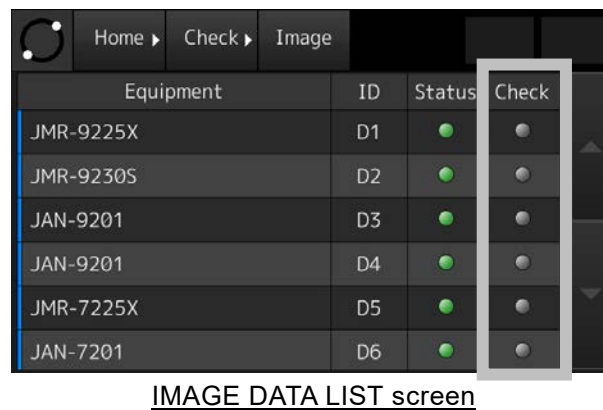 Home Check Image
Equipment ID Status Check
JMR-9225X D1
JMR-9230S D2
JAN-9201 D3
JAN-9201 D4
JMR-7225X D5
JAN-7201 D6
IMAGE DATA LIST screen